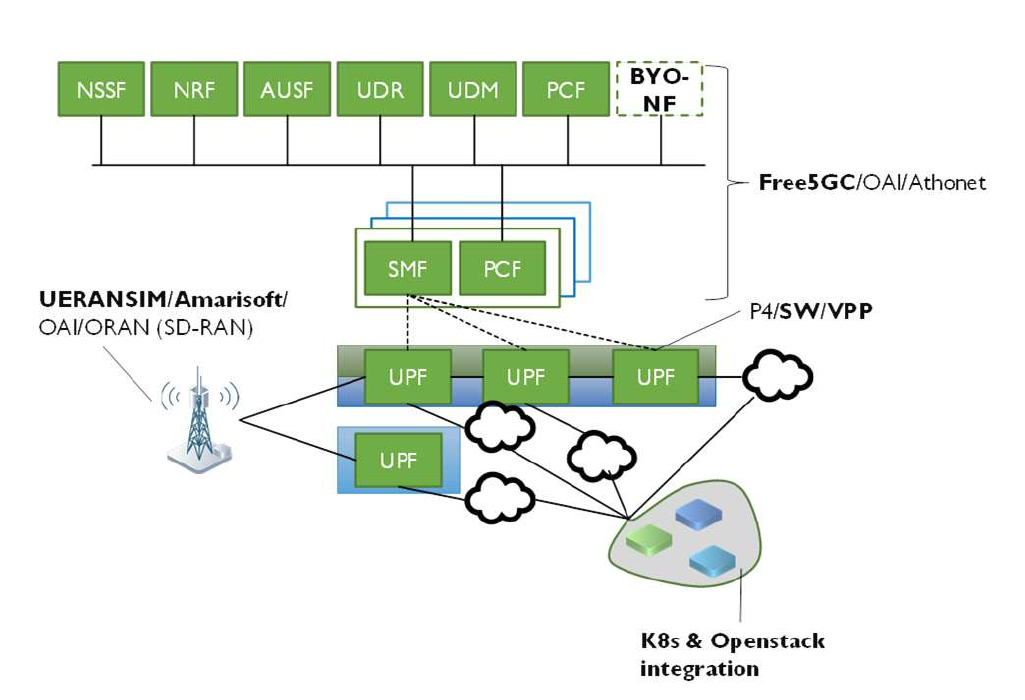 NSSF
NRF
AUSF
UDR
UDM
PCF
BYO-
NF
Free5GC/OAI/Athonet
SMF
PCF
UERANSIM/Amarisoft/
OAI/ORAN (SD-RAN)
P4/SW/VPP
UPF
UPF
UPF
UPF
K8s & Openstack
integration